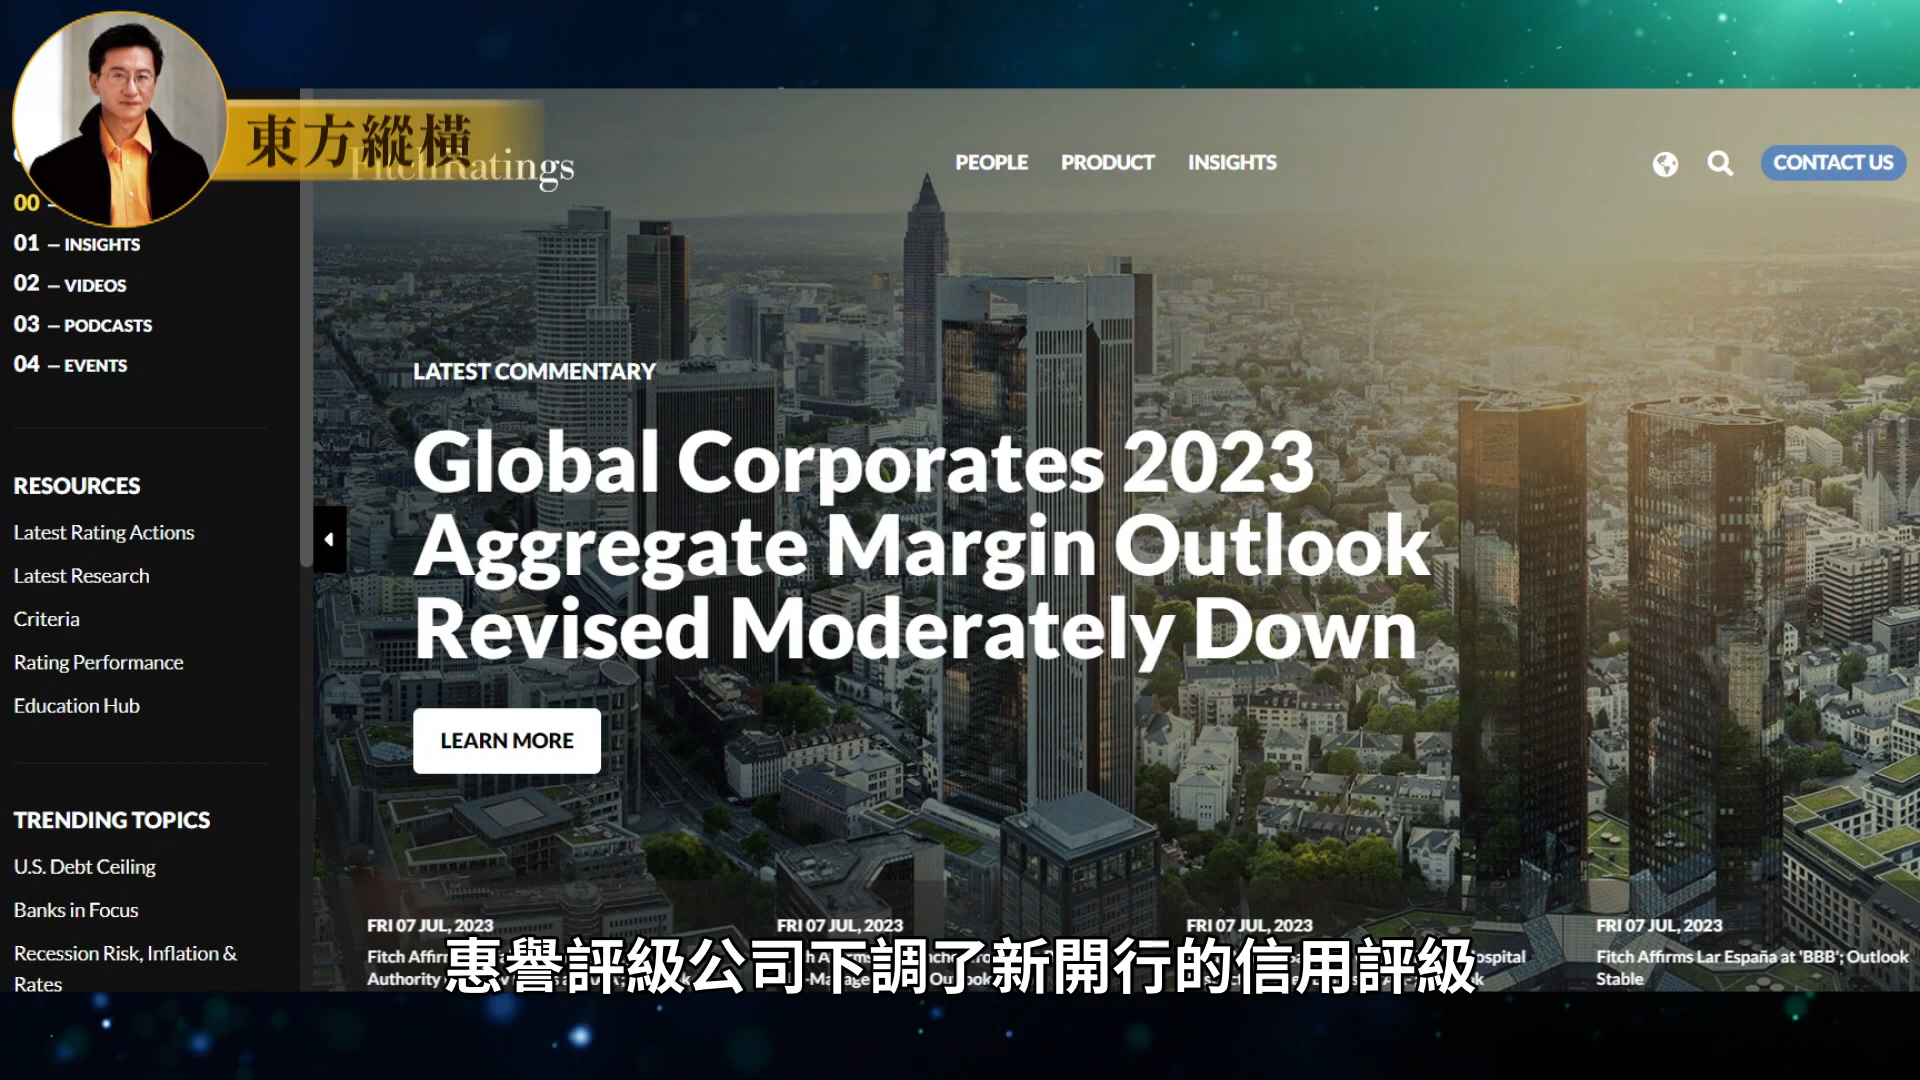 東方縱橫
FitchRatings
PEOPLE PRODUCT INSIGHTS
CONTACT US
00 –
01 – INSIGHTS
02 – VIDEOS
03 – PODCASTS
04 – EVENTS
RESOURCES
Latest Rating Actions
Latest Research
Criteria
Rating Performance
Education Hub
TRENDING TOPICS
U.S. Debt Ceiling
Banks in Focus
Recession Risk, Inflation &
Rates
LATEST COMMENTARY
Global Corporates 2023
Aggregate Margin Outlook
Revised Moderately Down
LEARN MORE
FRI 07 JUL, 2023
Authority
FRI 07 JUL, 2023
FRI 07 JUL, 2023
FRI 07 JUL, 2023
Fitch Affirms Lar España at 'BBB'; Outlook
Stable
惠譽評級公司下調了新開行的信用評級